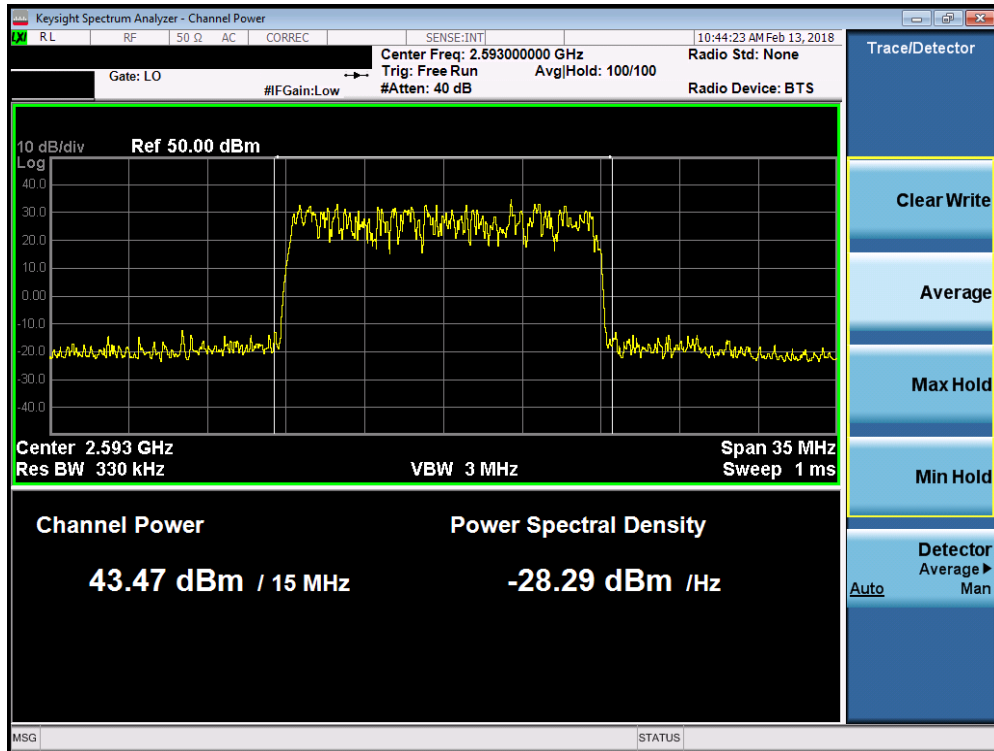 Keysight Spectrum Analyzer - Channel Power
LXI RL RF 50 Ω AC CORREC SENSE:INT 10:44:23 AM Feb 13, 2018
Center Freq: 2.593000000 GHz Radio Std: None
Gate: LO Trig: Free Run Avg|Hold: 100/100
#IFGain:Low #Atten: 40 dB Radio Device: BTS
Trace/Detector
10 dB/div Ref 50.00 dBm
Log
40.0
30.0
20.0
10.0
0.00
-10.0
-20.0
-30.0
-40.0
Center 2.593 GHz Span 35 MHz
Res BW 330 kHz VBW 3 MHz Sweep 1 ms
Channel Power Power Spectral Density
43.47 dBm / 15 MHz -28.29 dBm /Hz
Clear Write
Average
Max Hold
Min Hold
Detector
Average▶
Auto Man
MSG STATUS